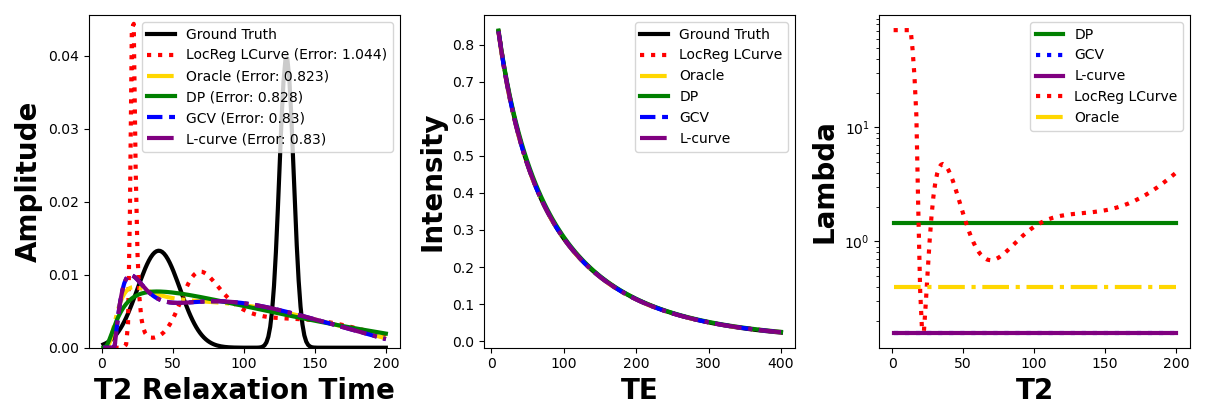 Amplitude
0.04
0.03
0.02
0.01
0.00
0
50
100
150
200
T2 Relaxation Time
Ground Truth
LocReg LCurve (Error: 1.044)
Oracle (Error: 0.823)
DP (Error: 0.828)
GCV (Error: 0.83)
L-curve (Error: 0.83)
Intensity
0.8
0.7
0.6
0.5
0.4
0.3
0.2
0.1
0.0
0
100
200
300
400
TE
Ground Truth
LocReg LCurve
Oracle
DP
GCV
L-curve
Lambda
10¹
10⁰
0
50
100
150
200
T2
DP
GCV
L-curve
LocReg LCurve
Oracle